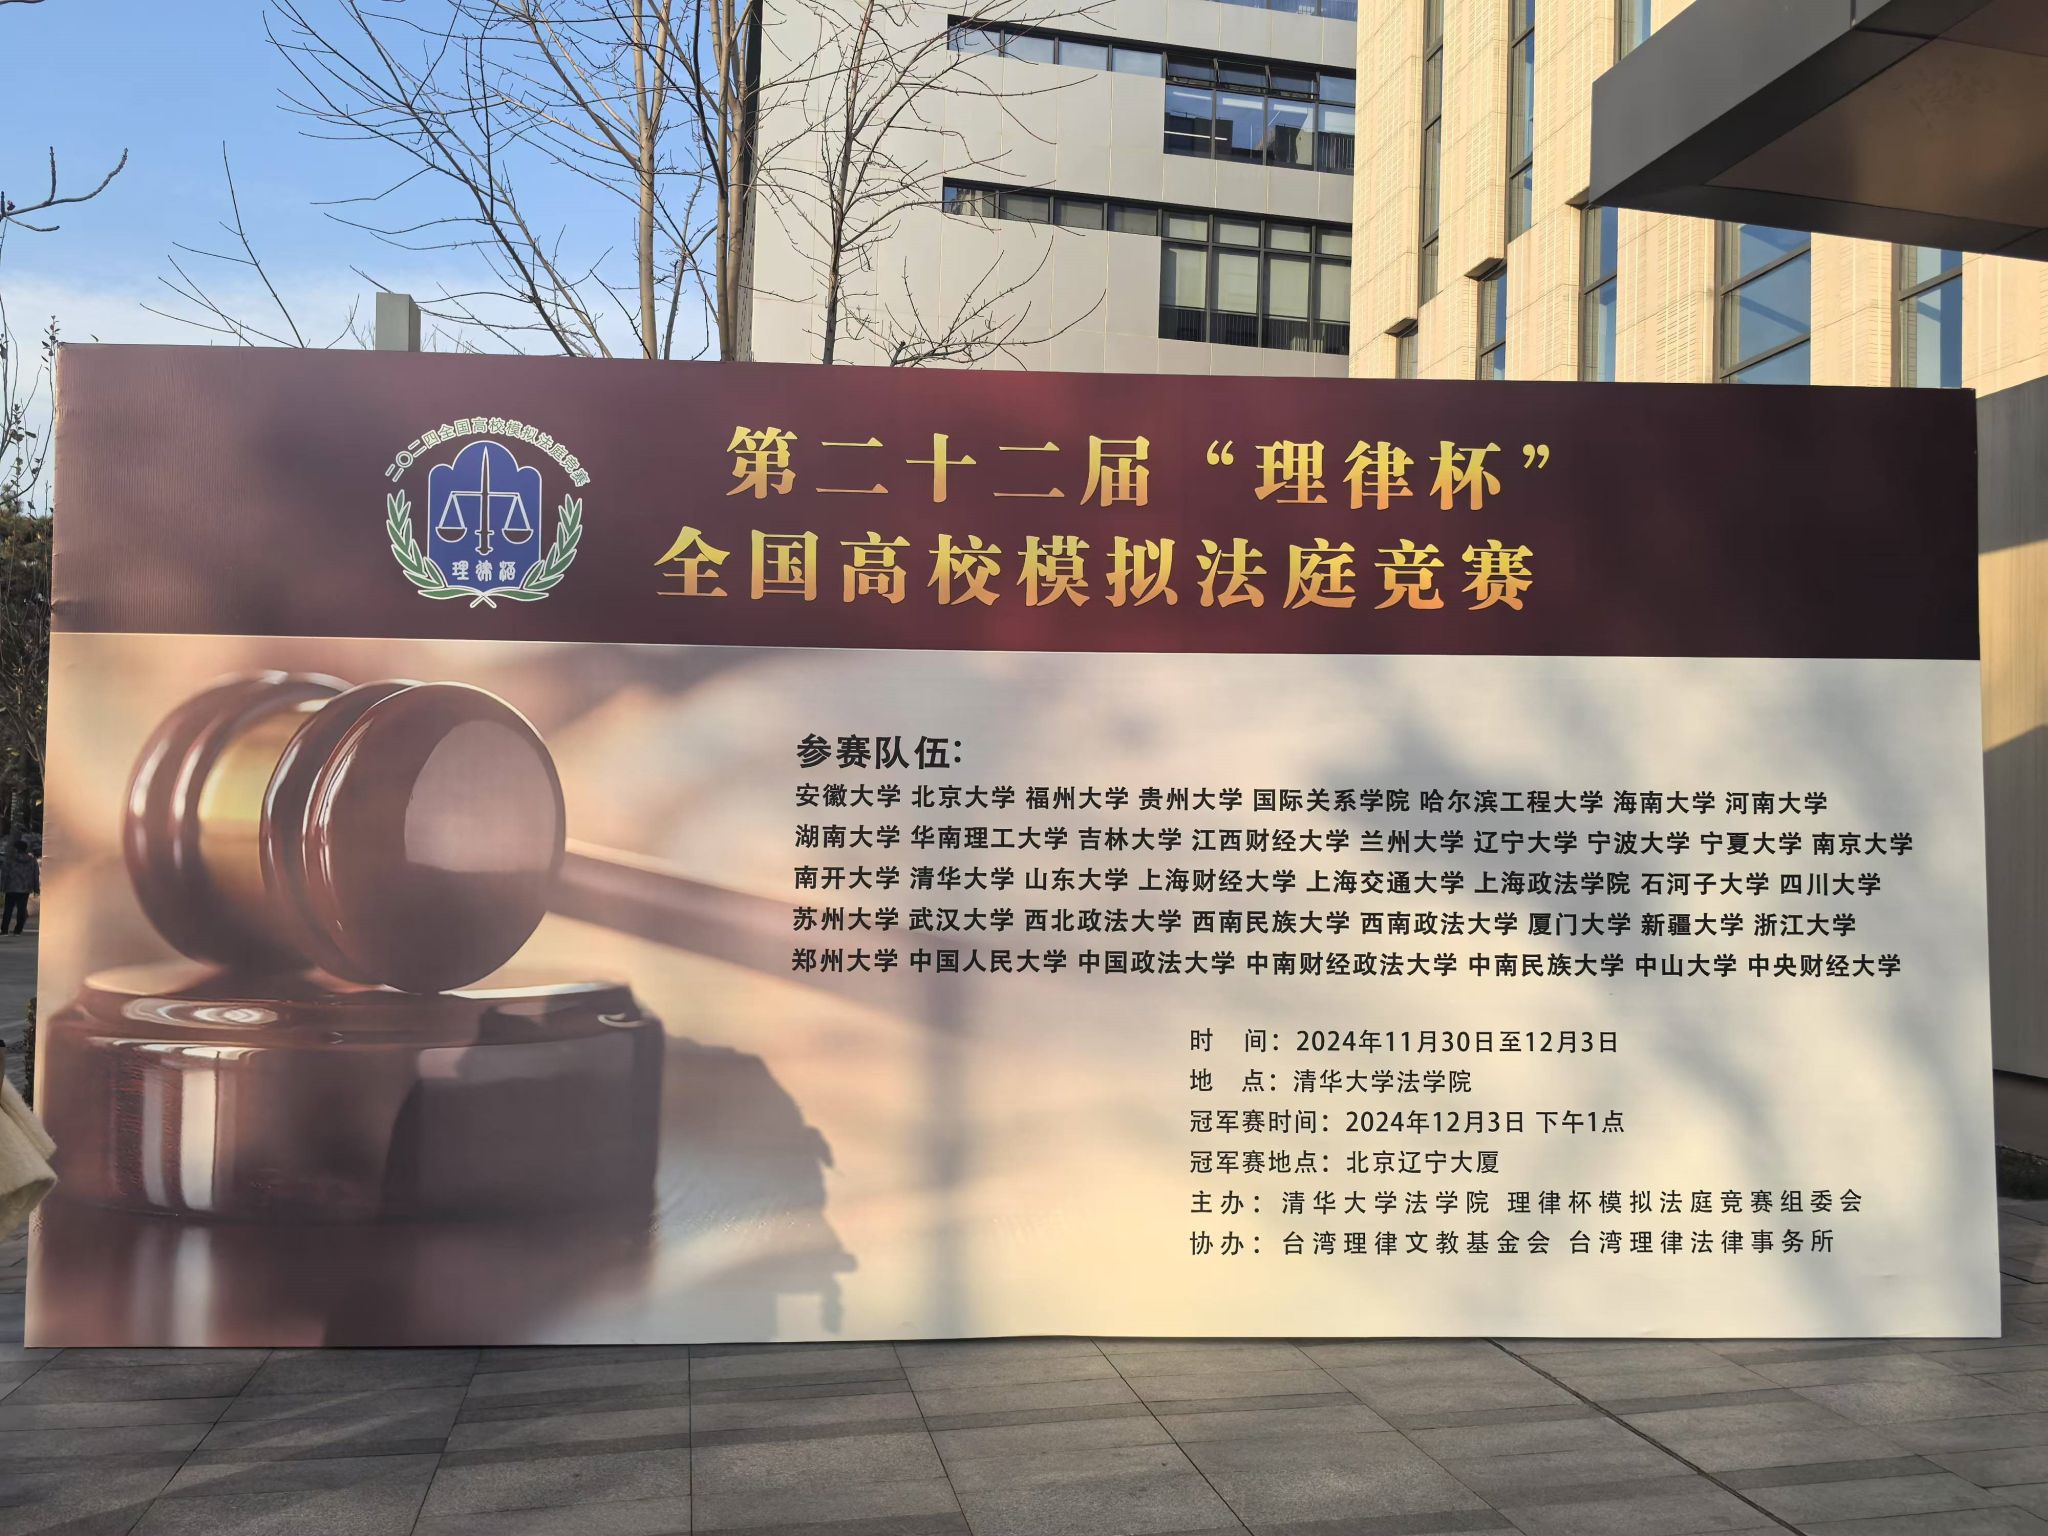 二〇二四全国高校模拟法庭竞赛
理律杯
第二十二届“理律杯”
全国高校模拟法庭竞赛
参赛队伍：
安徽大学 北京大学 福州大学 贵州大学 国际关系学院 哈尔滨工程大学 海南大学 河南大学
湖南大学 华南理工大学 吉林大学 江西财经大学 兰州大学 辽宁大学 宁波大学 宁夏大学 南京大学
南开大学 清华大学 山东大学 上海财经大学 上海交通大学 上海政法学院 石河子大学 四川大学
苏州大学 武汉大学 西北政法大学 西南民族大学 西南政法大学 厦门大学 新疆大学 浙江大学
郑州大学 中国人民大学 中国政法大学 中南财经政法大学 中南民族大学 中山大学 中央财经大学
时 间：2024年11月30日至12月3日
地 点：清华大学法学院
冠军赛时间：2024年12月3日 下午1点
冠军赛地点：北京辽宁大厦
主办：清华大学法学院 理律杯模拟法庭竞赛组委会
协办：台湾理律文教基金会 台湾理律法律事务所